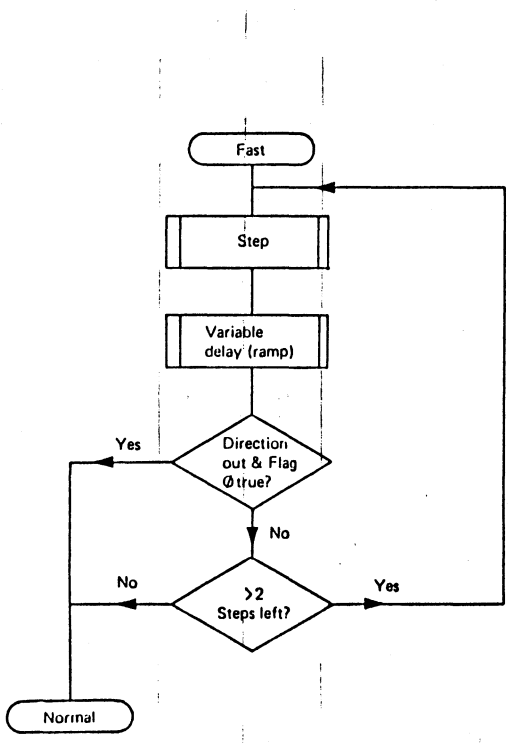 Fast
Step
Variable
delay (ramp)
Yes
Direction
out & Flag
Ø true?
No
No
>2
Steps left?
Yes
Normal